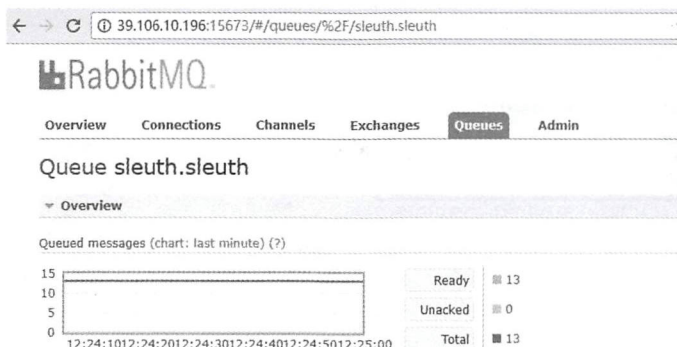 39.106.10.196:15673/#/queues/%2F/sleuth.sleuth
RabbitMQ.
Overview Connections Channels Exchanges Queues Admin
Queue sleuth.sleuth
Overview
Queued messages (chart: last minute) (?)
15
10
5
0
12:24:10 12:24:20 12:24:30 12:24:40 12:24:50 12:25:00
Ready 13
Unacked 0
Total 13